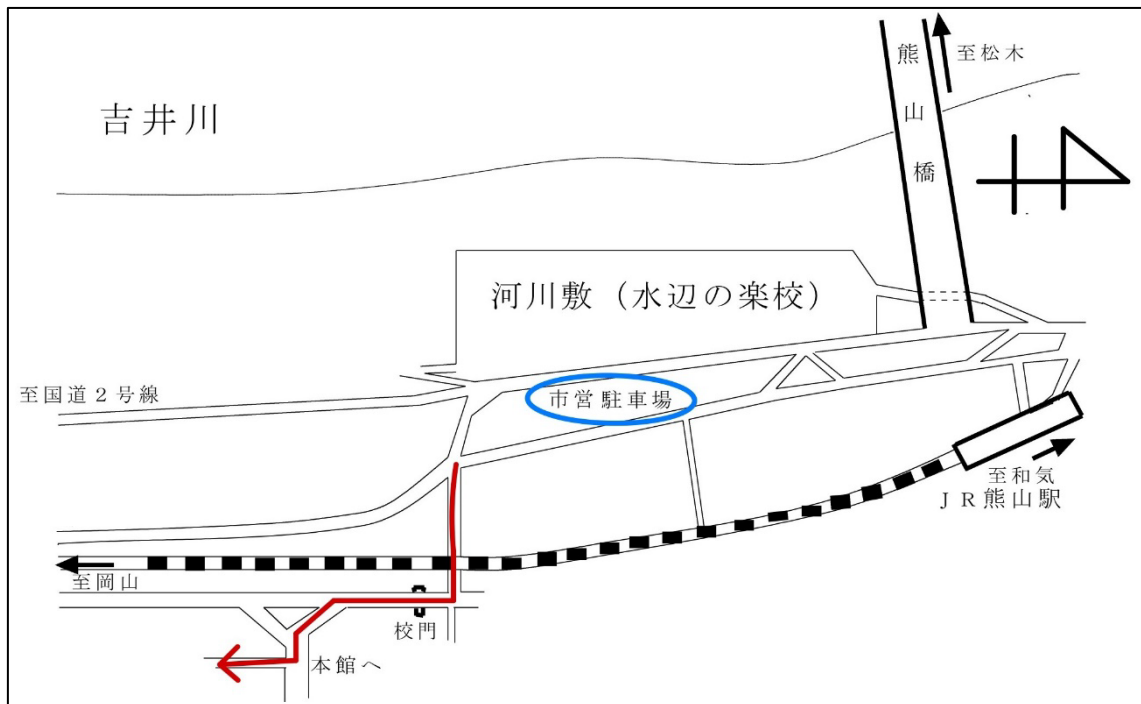 熊山橋
至松木
吉井川
河川敷（水辺の楽校）
至国道２号線
市営駐車場
至和気
ＪＲ熊山駅
至岡山
校門
本館へ